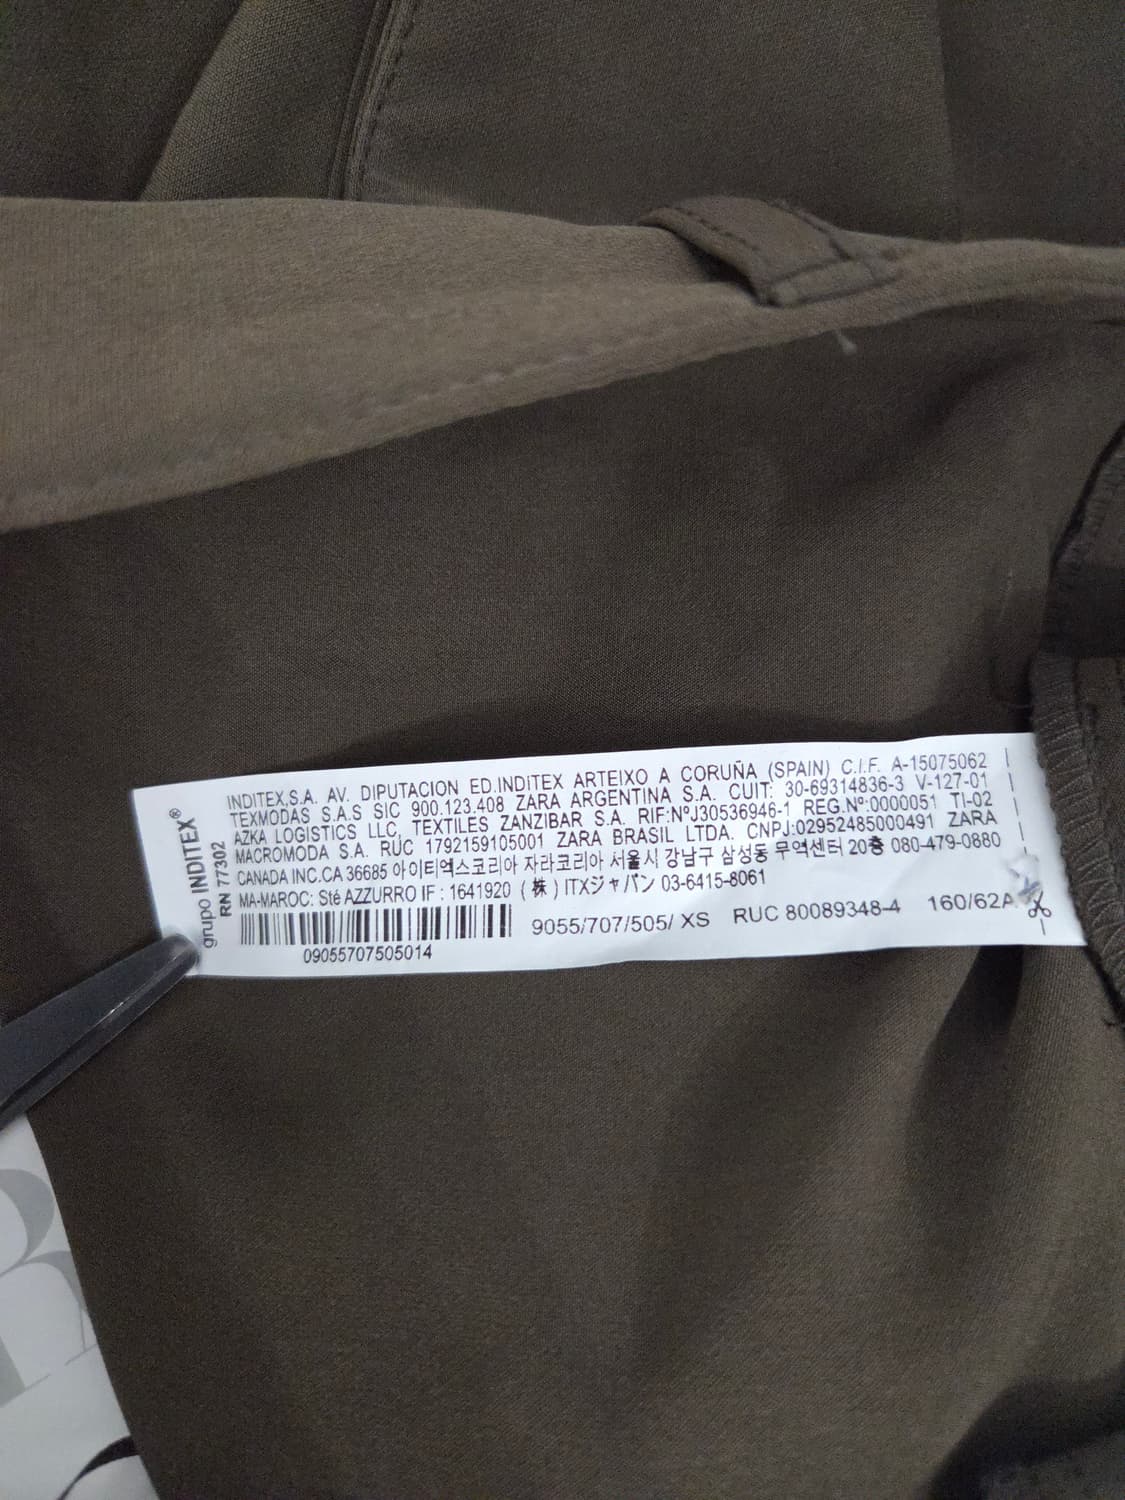 grupo INDITEX®
RN 77302
INDITEX,S.A. AV. DIPUTACION ED.INDITEX ARTEIXO A CORUÑA (SPAIN) C.I.F. A-15075062
TEXMODAS S.A.S SIC 900.123.408 ZARA ARGENTINA S.A. CUIT: 30-69314836-3 V-127-01
AZKA LOGISTICS LLC, TEXTILES ZANZIBAR S.A. RIF:NºJ30536946-1 REG.Nº:0000051 TI-02
MACROMODA S.A. RUC 1792159105001 ZARA BRASIL LTDA. CNPJ:02952485000491 ZARA
CANADA INC.CA 36685 아이티엑스코리아 자라코리아 서울시 강남구 삼성동 무역센터 20층 080-479-0880
MA-MAROC: Sté AZZURRO IF : 1641920 (株) ITXジャパン 03-6415-8061
9055/707/505/ XS RUC 80089348-4 160/62A
09055707505014